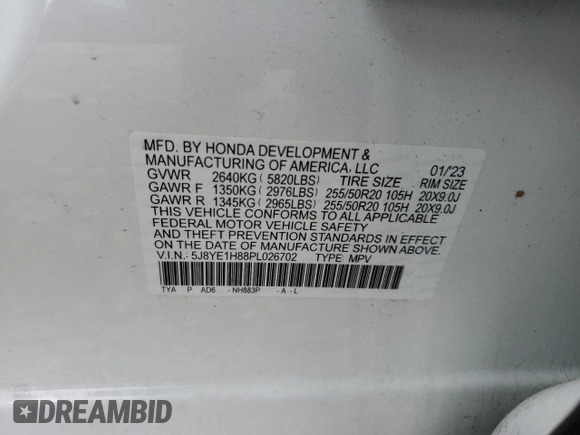 MFD. BY HONDA DEVELOPMENT &
MANUFACTURING OF AMERICA, LLC 01/23
GVWR 2640KG (5820LBS) TIRE SIZE RIM SIZE
GAWR F 1350KG (2976LBS) 255/50R20 105H 20X9.0J
GAWR R 1345KG (2965LBS) 255/50R20 105H 20X9.0J
THIS VEHICLE CONFORMS TO ALL APPLICABLE
FEDERAL MOTOR VEHICLE SAFETY
AND THEFT PREVENTION STANDARDS IN EFFECT
ON THE DATE OF MANUFACTURE SHOWN ABOVE.
V.I.N.: 5J8YE1H88PL026702 TYPE: MPV
TYA P AD6 -NH883P -A-L
DREAMBID